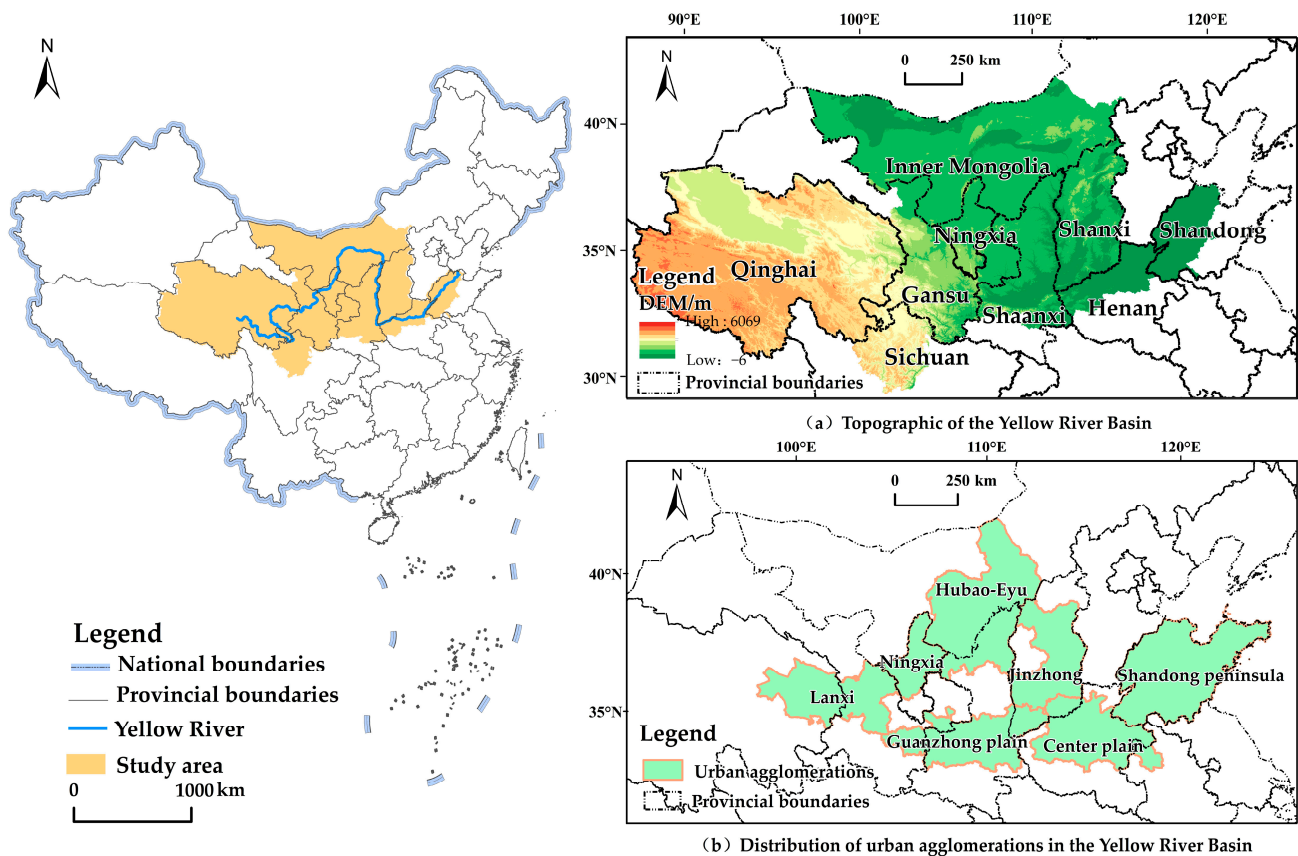 N
Legend
National boundaries
Provincial boundaries
Yellow River
Study area
0 1000 km
90°E 100°E 110°E 120°E
N
0 250 km
40°N
35°N
30°N
Inner Mongolia
Ningxia
Shanxi
Shandong
Qinghai
Gansu
Shaanxi
Henan
Sichuan
Legend
DEM/m
High : 6069
Low: -6
Provincial boundaries
(a) Topographic of the Yellow River Basin
100°E 110°E 120°E
N
0 250 km
40°N
35°N
Hubao-Eyu
Ningxia
Jinzhong
Shandong peninsula
Lanxi
Guanzhong plain
Center plain
Legend
Urban agglomerations
Provincial boundaries
(b) Distribution of urban agglomerations in the Yellow River Basin